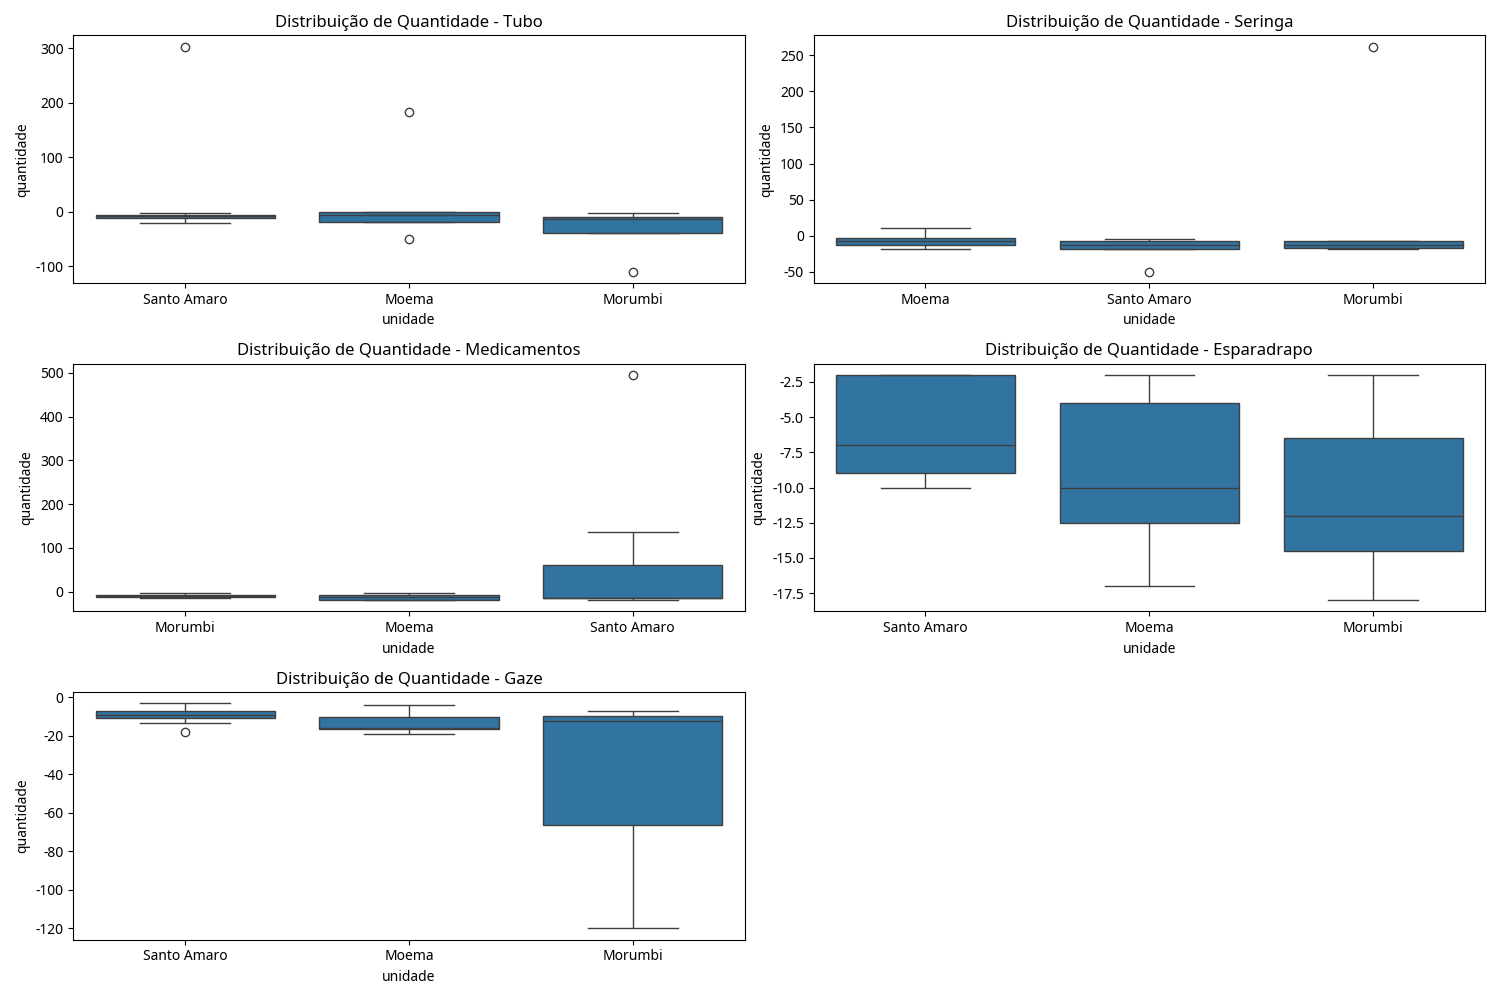 Distribuição de Quantidade - Tubo
quantidade
300
200
100
0
-100
Santo Amaro Moema Morumbi
unidade
Distribuição de Quantidade - Seringa
quantidade
250
200
150
100
50
0
-50
Moema Santo Amaro Morumbi
unidade
Distribuição de Quantidade - Medicamentos
quantidade
500
400
300
200
100
0
Morumbi Moema Santo Amaro
unidade
Distribuição de Quantidade - Esparadrapo
quantidade
-2.5
-5.0
-7.5
-10.0
-12.5
-15.0
-17.5
Santo Amaro Moema Morumbi
unidade
Distribuição de Quantidade - Gaze
quantidade
0
-20
-40
-60
-80
-100
-120
Santo Amaro Moema Morumbi
unidade